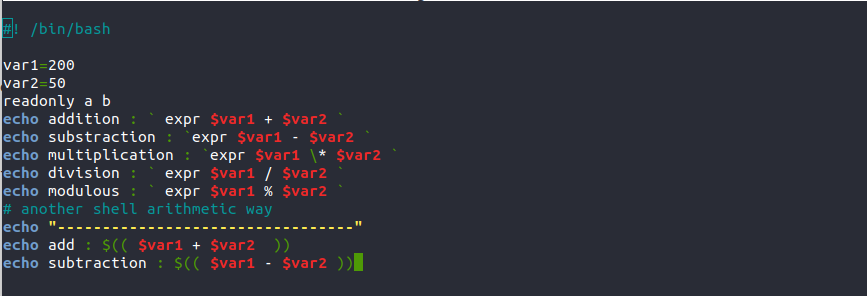 #! /bin/bash
var1=200
var2=50
readonly a b
echo addition : ` expr $var1 + $var2 `
echo substraction : `expr $var1 - $var2 `
echo multiplication : `expr $var1 \* $var2 `
echo division : ` expr $var1 / $var2 `
echo modulous : ` expr $var1 % $var2 `
# another shell arithmetic way
echo "---------------------------------"
echo add : $(( $var1 + $var2  ))
echo subtraction : $(( $var1 - $var2 ))